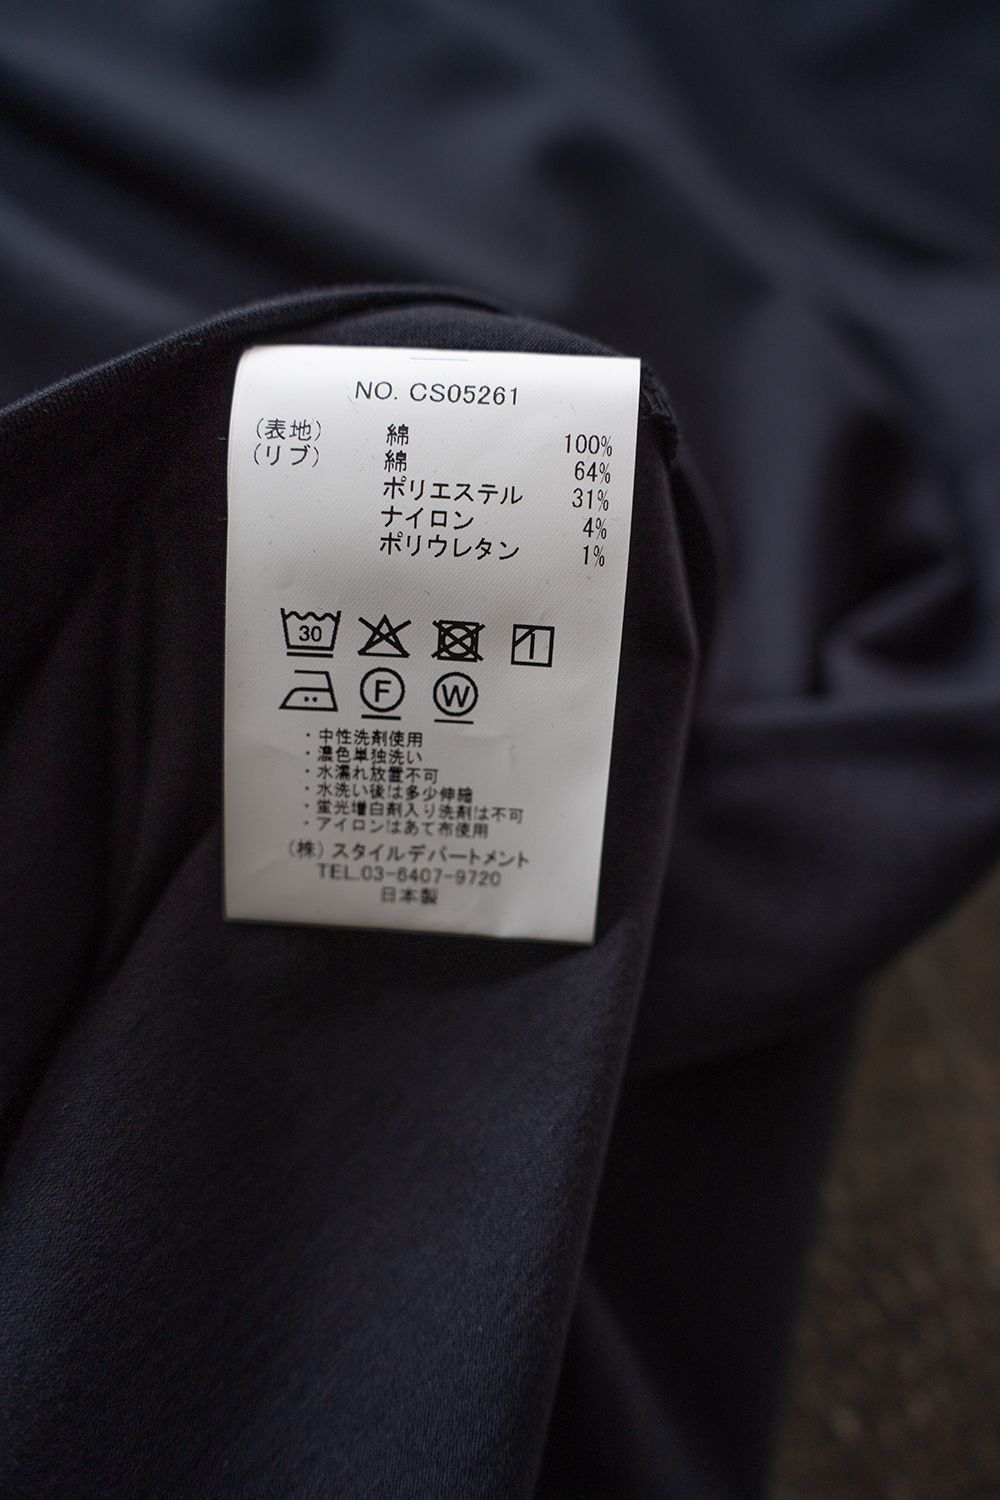 NO. CS05261
(表地) 綿 100%
(リブ) 綿 64%
ポリエステル 31%
ナイロン 4%
ポリウレタン 1%
30
F W
・中性洗剤使用
・濃色単独洗い
・水濡れ放置不可
・水洗い後は多少伸縮
・蛍光増白剤入り洗剤は不可
・アイロンはあて布使用
(株) スタイルデパートメント
TEL.03-6407-9720
日本製